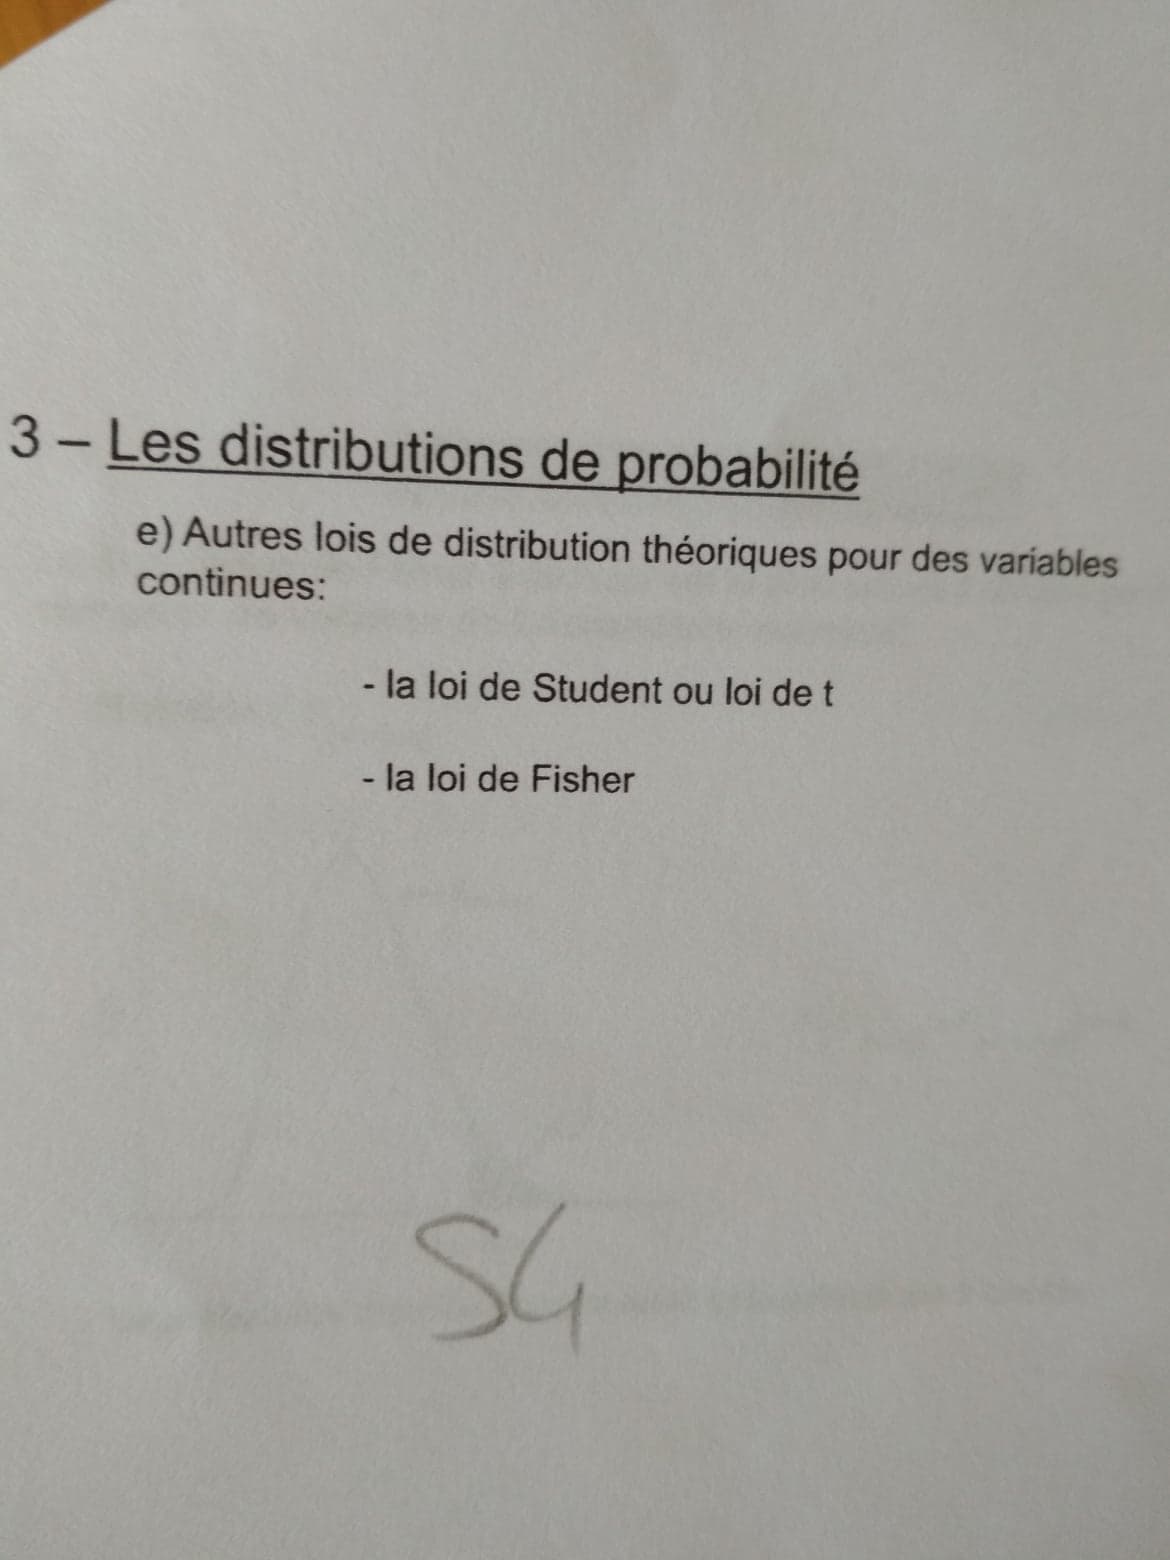 3 – Les distributions de probabilité
e) Autres lois de distribution théoriques pour des variables
continues:
- la loi de Student ou loi de t
- la loi de Fisher
S4